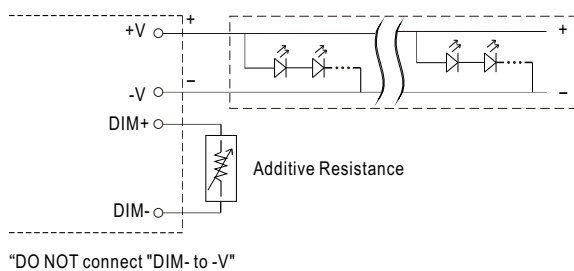 +V
+
-V
−
DIM+
DIM-
Additive Resistance
+
−
“DO NOT connect "DIM- to -V"